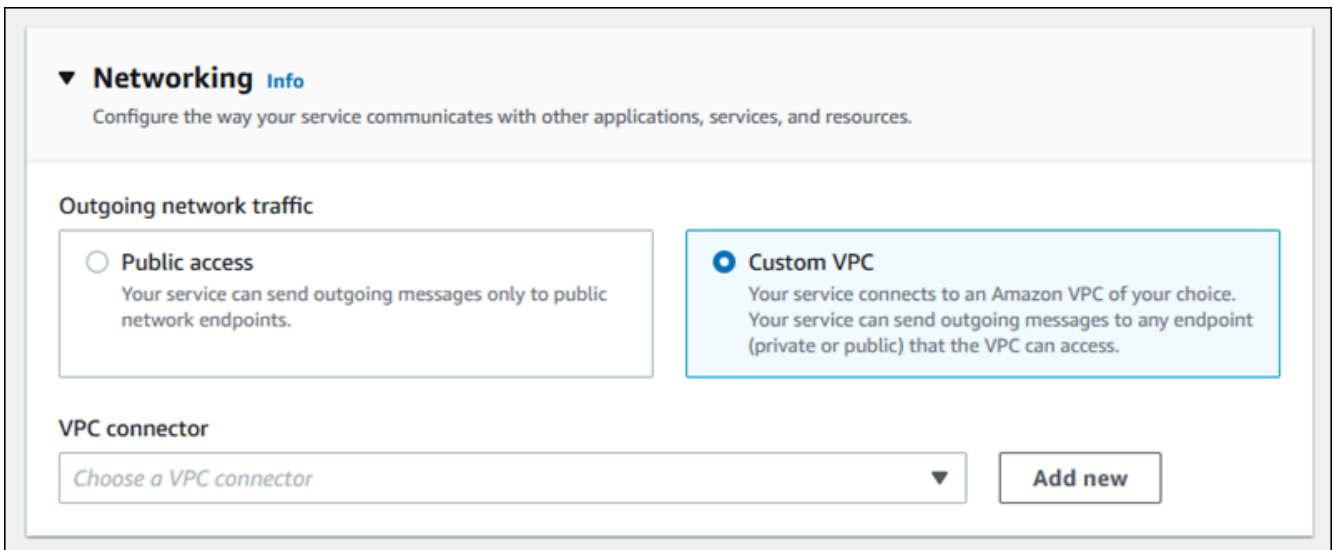 Networking Info
Configure the way your service communicates with other applications, services, and resources.
Outgoing network traffic
Public access
Your service can send outgoing messages only to public
network endpoints.
Custom VPC
Your service connects to an Amazon VPC of your choice.
Your service can send outgoing messages to any endpoint
(private or public) that the VPC can access.
VPC connector
Choose a VPC connector
Add new